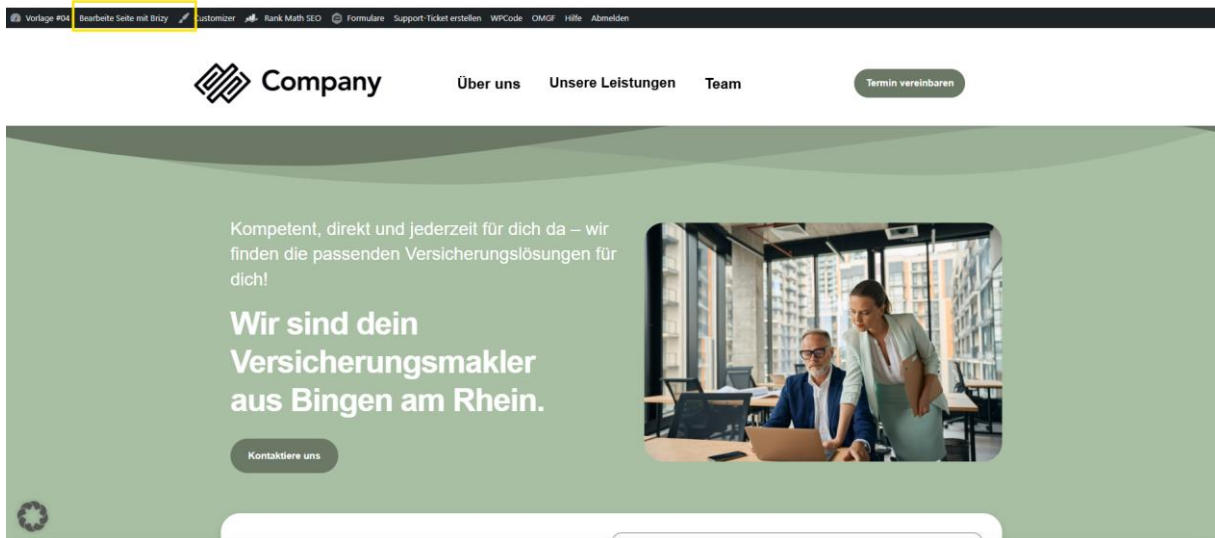 Vorlage #04 Bearbeite Seite mit Brizy Customizer Rank Math SEO Formulare Support-Ticket erstellen WPCode OMGF Hilfe Abmelden
Company Über uns Unsere Leistungen Team Termin vereinbaren
Kompetent, direkt und jederzeit für dich da – wir
finden die passenden Versicherungslösungen für
dich!
Wir sind dein
Versicherungsmakler
aus Bingen am Rhein.
Kontaktiere uns